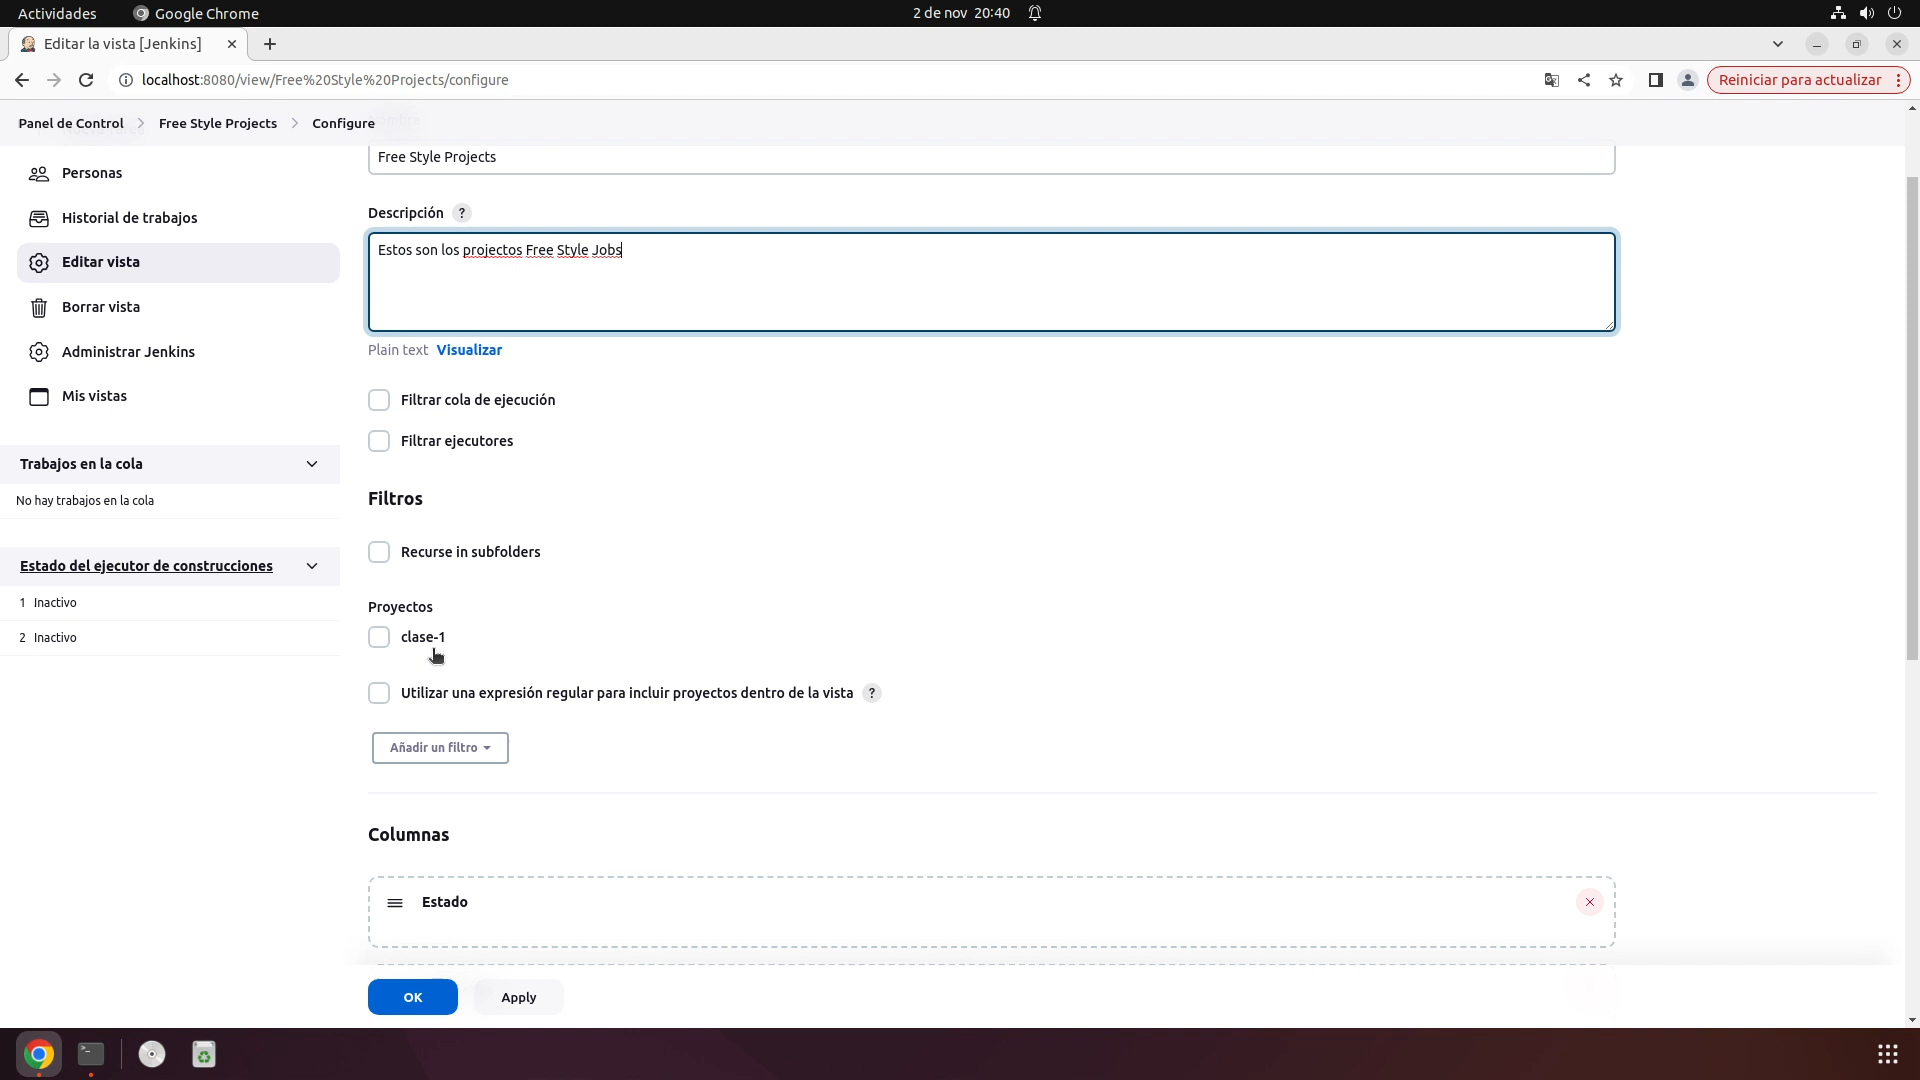 Actividades
Google Chrome
2 de nov 20:40
Editar la vista [Jenkins]
localhost:8080/view/Free%20Style%20Projects/configure
Reiniciar para actualizar
Panel de Control
Free Style Projects
Configure
Personas
Historial de trabajos
Editar vista
Borrar vista
Administrar Jenkins
Mis vistas
Trabajos en la cola
No hay trabajos en la cola
Estado del ejecutor de construcciones
1 Inactivo
2 Inactivo
Free Style Projects
Descripción ?
Estos son los projectos Free Style Jobs
Plain text Visualizar
Filtrar cola de ejecución
Filtrar ejecutores
Filtros
Recurse in subfolders
Proyectos
clase-1
Utilizar una expresión regular para incluir proyectos dentro de la vista ?
Añadir un filtro
Columnas
Estado
OK
Apply